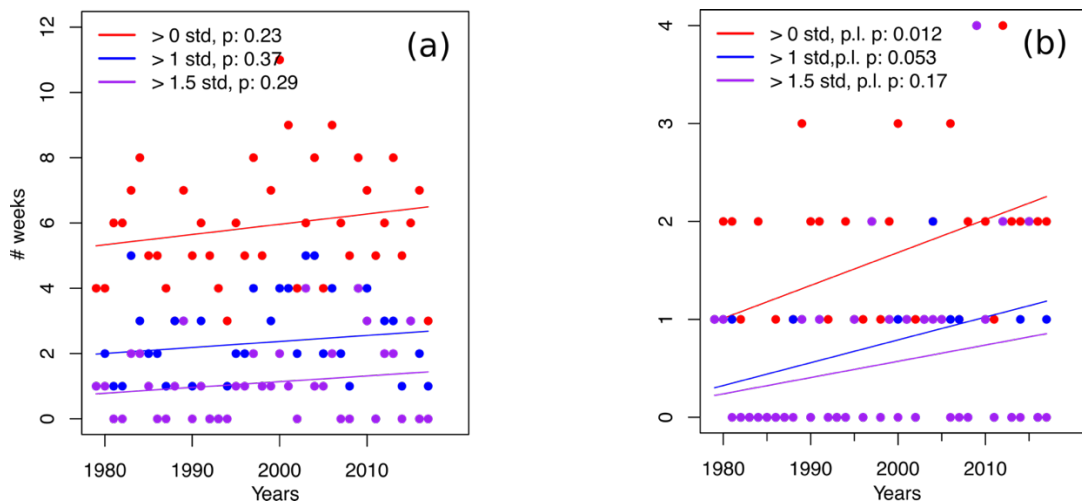 (a)
> 0 std, p: 0.23
> 1 std, p: 0.37
> 1.5 std, p: 0.29
12
10
8
6
4
2
0
# weeks
1980 1990 2000 2010
Years
(b)
> 0 std, p.l. p: 0.012
> 1 std,p.l. p: 0.053
> 1.5 std, p.l. p: 0.17
4
3
2
1
0
1980 1990 2000 2010
Years